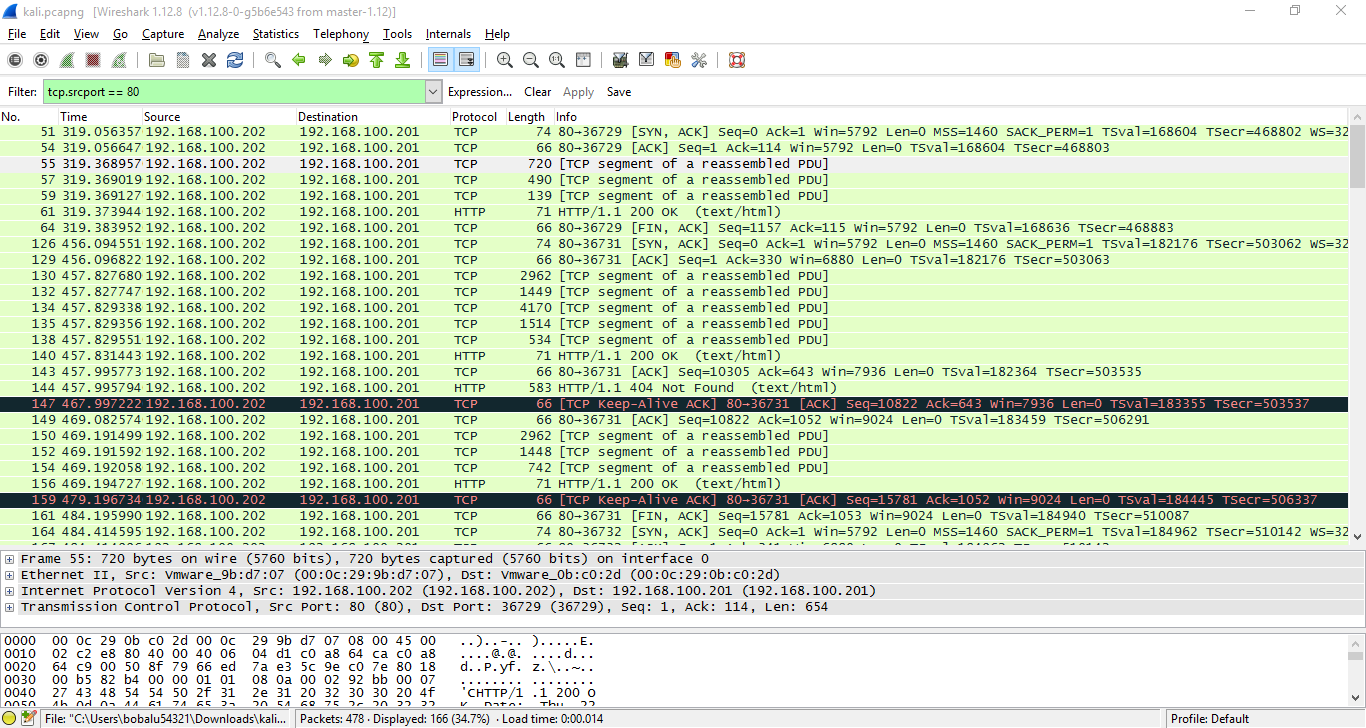 kali.pcapng [Wireshark 1.12.8 (v1.12.8-0-g5b6e543 from master-1.12)]
File Edit View Go Capture Analyze Statistics Telephony Tools Internals Help
Filter: tcp.srcport == 80 Expression... Clear Apply Save
No. Time Source Destination Protocol Length Info
51 319.056357 192.168.100.202 192.168.100.201 TCP 74 80→36729 [SYN, ACK] Seq=0 Ack=1 Win=5792 Len=0 MSS=1460 SACK_PERM=1 TSval=168604 TSecr=468802 WS=32
54 319.056647 192.168.100.202 192.168.100.201 TCP 66 80→36729 [ACK] Seq=1 Ack=114 Win=5792 Len=0 TSval=168604 TSecr=468803
55 319.368957 192.168.100.202 192.168.100.201 TCP 720 [TCP segment of a reassembled PDU]
57 319.369019 192.168.100.202 192.168.100.201 TCP 490 [TCP segment of a reassembled PDU]
59 319.369127 192.168.100.202 192.168.100.201 TCP 139 [TCP segment of a reassembled PDU]
61 319.373944 192.168.100.202 192.168.100.201 HTTP 71 HTTP/1.1 200 OK (text/html)
64 319.383952 192.168.100.202 192.168.100.201 TCP 66 80→36729 [FIN, ACK] Seq=1157 Ack=115 Win=5792 Len=0 TSval=168636 TSecr=468883
126 456.094551 192.168.100.202 192.168.100.201 TCP 74 80→36731 [SYN, ACK] Seq=0 Ack=1 Win=5792 Len=0 MSS=1460 SACK_PERM=1 TSval=182176 TSecr=503062 WS=32
129 456.096822 192.168.100.202 192.168.100.201 TCP 66 80→36731 [ACK] Seq=1 Ack=330 Win=6880 Len=0 TSval=182176 TSecr=503063
130 457.827680 192.168.100.202 192.168.100.201 TCP 2962 [TCP segment of a reassembled PDU]
132 457.827747 192.168.100.202 192.168.100.201 TCP 1449 [TCP segment of a reassembled PDU]
134 457.829338 192.168.100.202 192.168.100.201 TCP 4170 [TCP segment of a reassembled PDU]
135 457.829356 192.168.100.202 192.168.100.201 TCP 1514 [TCP segment of a reassembled PDU]
138 457.829551 192.168.100.202 192.168.100.201 TCP 534 [TCP segment of a reassembled PDU]
140 457.831443 192.168.100.202 192.168.100.201 HTTP 71 HTTP/1.1 200 OK (text/html)
143 457.995773 192.168.100.202 192.168.100.201 TCP 66 80→36731 [ACK] Seq=10305 Ack=643 Win=7936 Len=0 TSval=182364 TSecr=503535
144 457.995794 192.168.100.202 192.168.100.201 HTTP 583 HTTP/1.1 404 Not Found (text/html)
147 467.997222 192.168.100.202 192.168.100.201 TCP 66 [TCP Keep-Alive ACK] 80→36731 [ACK] Seq=10822 Ack=643 Win=7936 Len=0 TSval=183355 TSecr=503537
149 469.082574 192.168.100.202 192.168.100.201 TCP 66 80→36731 [ACK] Seq=10822 Ack=1052 Win=9024 Len=0 TSval=183459 TSecr=506291
150 469.191499 192.168.100.202 192.168.100.201 TCP 2962 [TCP segment of a reassembled PDU]
152 469.191592 192.168.100.202 192.168.100.201 TCP 1448 [TCP segment of a reassembled PDU]
154 469.192058 192.168.100.202 192.168.100.201 TCP 742 [TCP segment of a reassembled PDU]
156 469.194727 192.168.100.202 192.168.100.201 HTTP 71 HTTP/1.1 200 OK (text/html)
159 479.196734 192.168.100.202 192.168.100.201 TCP 66 [TCP Keep-Alive ACK] 80→36731 [ACK] Seq=15781 Ack=1052 Win=9024 Len=0 TSval=184445 TSecr=506337
161 484.195990 192.168.100.202 192.168.100.201 TCP 66 80→36731 [FIN, ACK] Seq=15781 Ack=1053 Win=9024 Len=0 TSval=184940 TSecr=510087
164 484.414595 192.168.100.202 192.168.100.201 TCP 74 80→36732 [SYN, ACK] Seq=0 Ack=1 Win=5792 Len=0 MSS=1460 SACK_PERM=1 TSval=184962 TSecr=510142 WS=32
Frame 55: 720 bytes on wire (5760 bits), 720 bytes captured (5760 bits) on interface 0
Ethernet II, Src: Vmware_9b:d7:07 (00:0c:29:9b:d7:07), Dst: Vmware_0b:c0:2d (00:0c:29:0b:c0:2d)
Internet Protocol Version 4, Src: 192.168.100.202 (192.168.100.202), Dst: 192.168.100.201 (192.168.100.201)
Transmission Control Protocol, Src Port: 80 (80), Dst Port: 36729 (36729), Seq: 1, Ack: 114, Len: 654
0000 00 0c 29 0b c0 2d 00 0c 29 9b d7 07 08 00 45 00 ..)..-.. ).....E.
0010 02 c2 e8 80 40 00 40 06 04 d1 c0 a8 64 ca c0 a8 ....@.@. ....d...
0020 64 c9 00 50 8f 79 66 ed 7a e3 5c 9e c0 7e 80 18 d..P.yf. z.\..~..
0030 00 b5 82 b4 00 00 01 01 08 0a 00 02 92 bb 00 07 ........ ........
0040 27 43 48 54 54 50 2f 31 2e 31 20 32 30 30 20 4f 'CHTTP/1 .1 200 O
File: "C:\Users\bobalu54321\Downloads\kali... Packets: 478 · Displayed: 166 (34.7%) · Load time: 0:00.014 Profile: Default